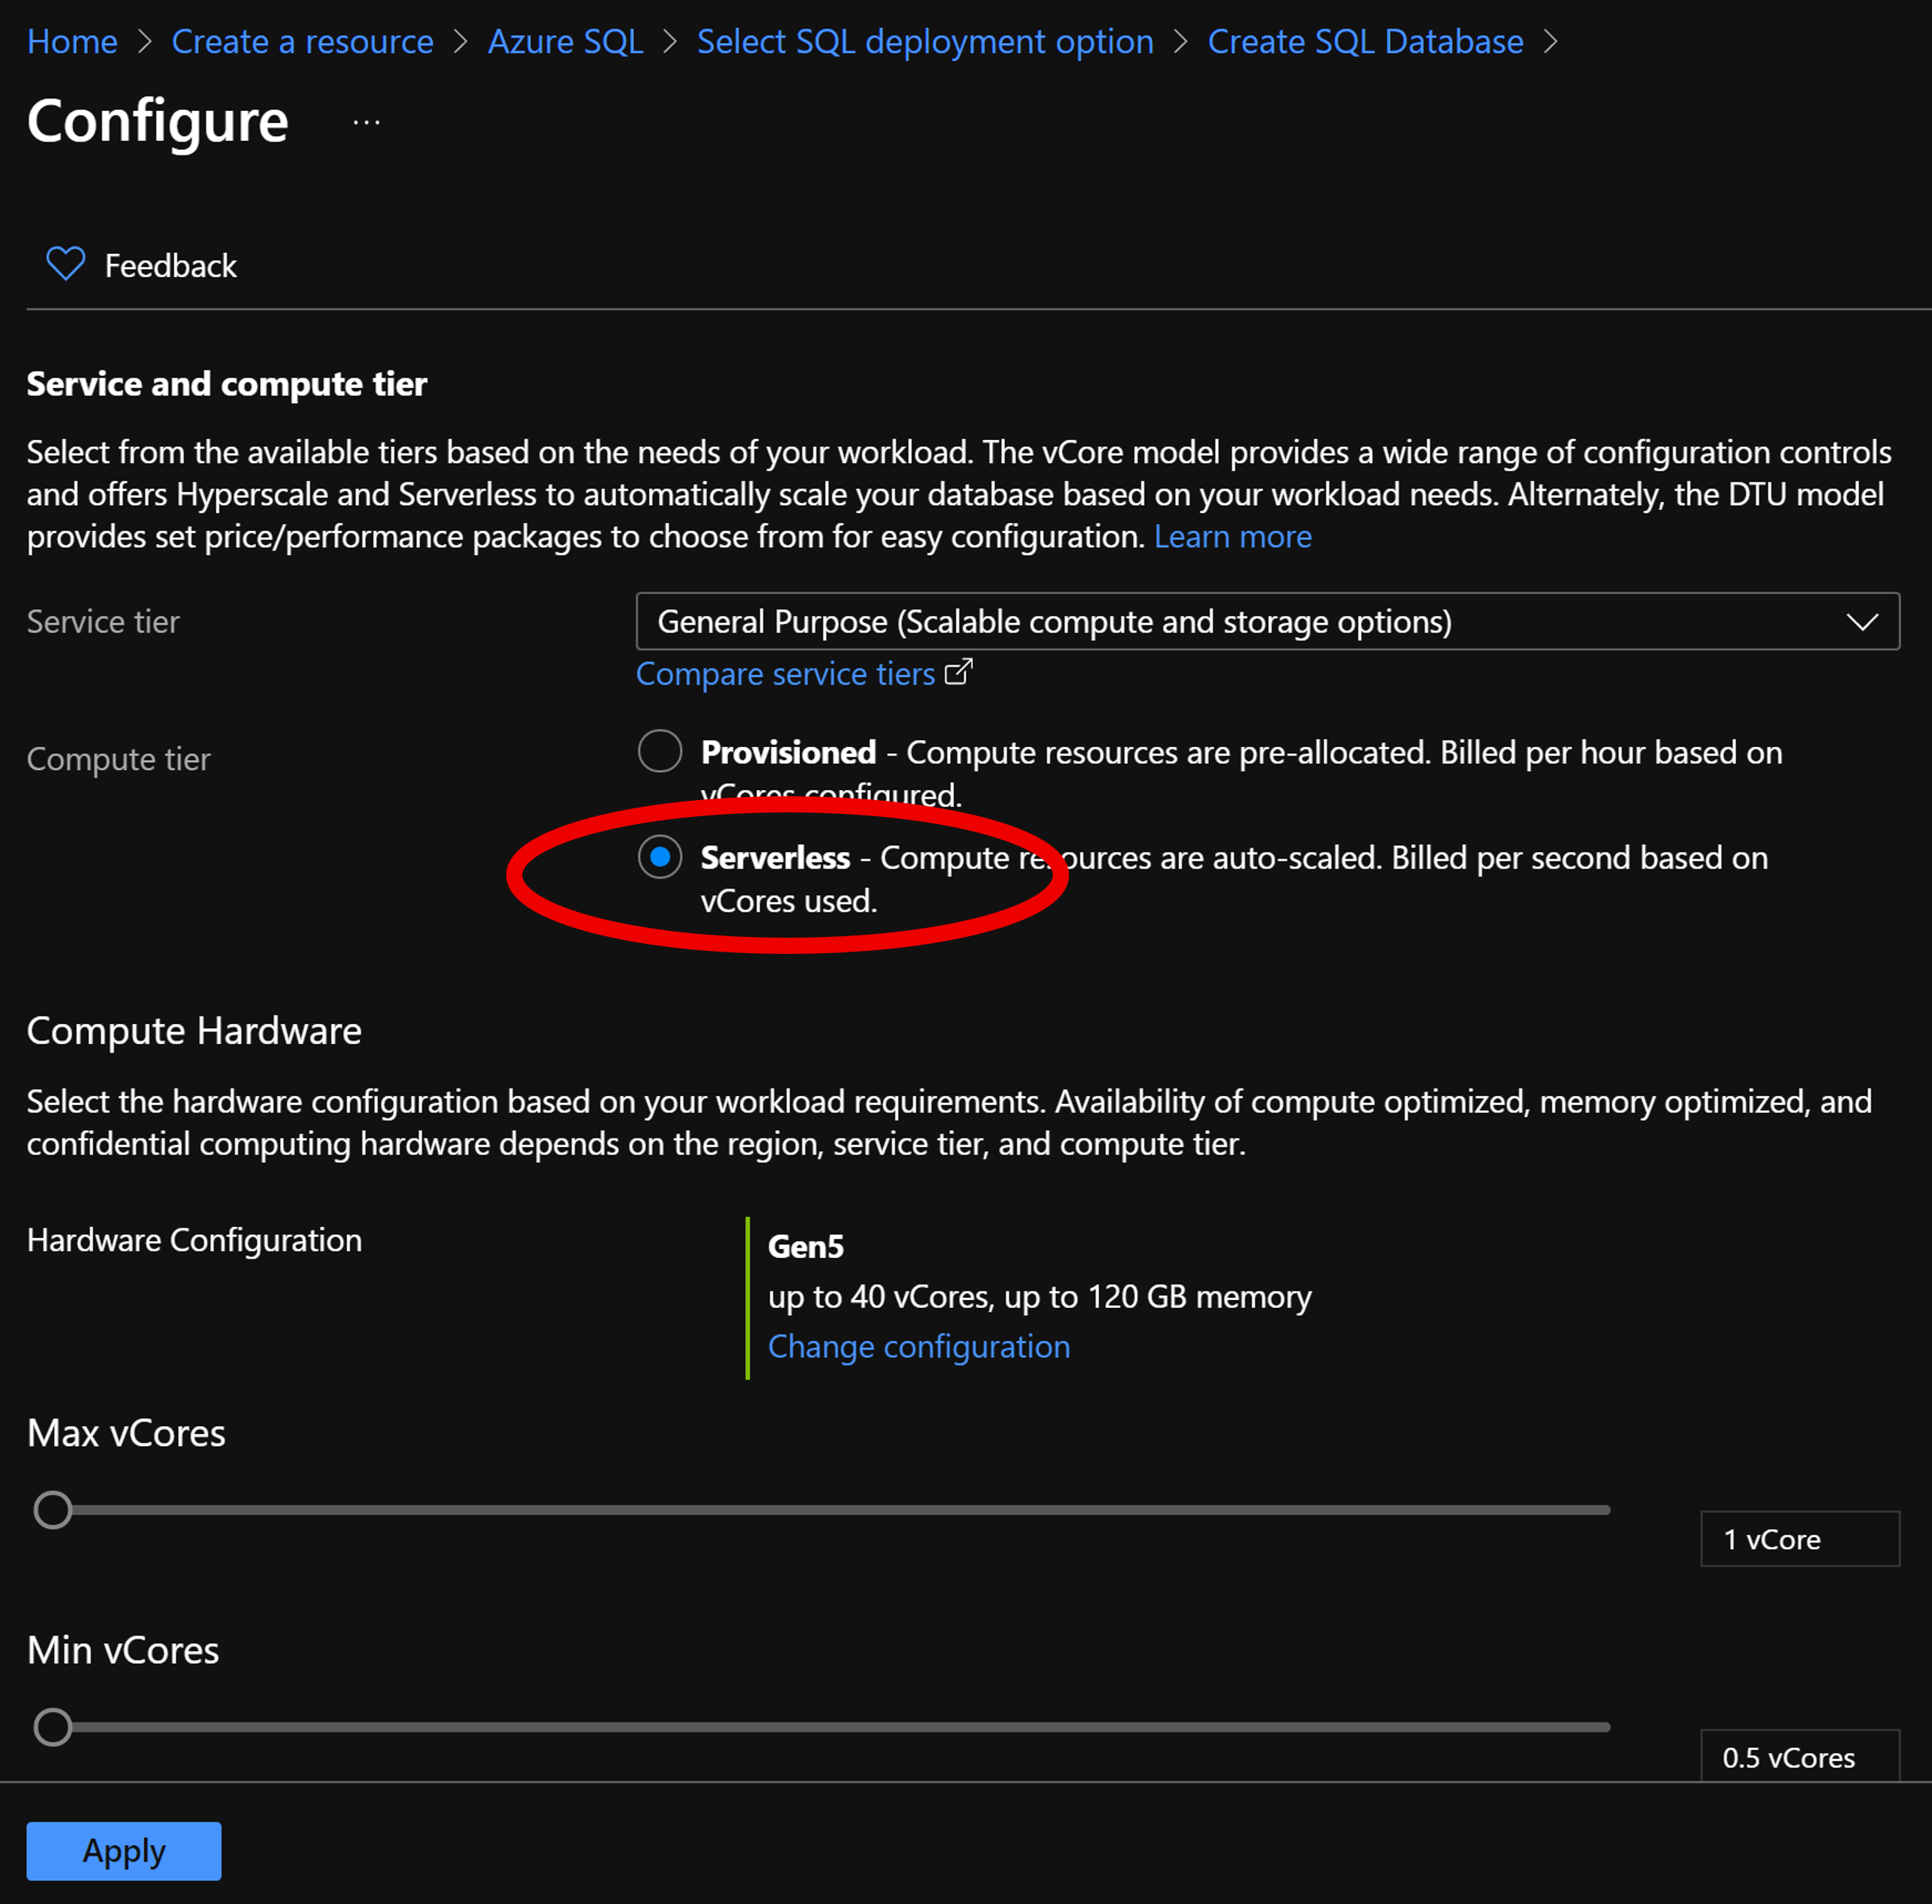 Home > Create a resource > Azure SQL > Select SQL deployment option > Create SQL Database >
Configure ...
Feedback
Service and compute tier
Select from the available tiers based on the needs of your workload. The vCore model provides a wide range of configuration controls
and offers Hyperscale and Serverless to automatically scale your database based on your workload needs. Alternately, the DTU model
provides set price/performance packages to choose from for easy configuration. Learn more
Service tier
General Purpose (Scalable compute and storage options)
Compare service tiers
Compute tier
Provisioned - Compute resources are pre-allocated. Billed per hour based on
vCores configured.
Serverless - Compute resources are auto-scaled. Billed per second based on
vCores used.
Compute Hardware
Select the hardware configuration based on your workload requirements. Availability of compute optimized, memory optimized, and
confidential computing hardware depends on the region, service tier, and compute tier.
Hardware Configuration
Gen5
up to 40 vCores, up to 120 GB memory
Change configuration
Max vCores
1 vCore
Min vCores
0.5 vCores
Apply